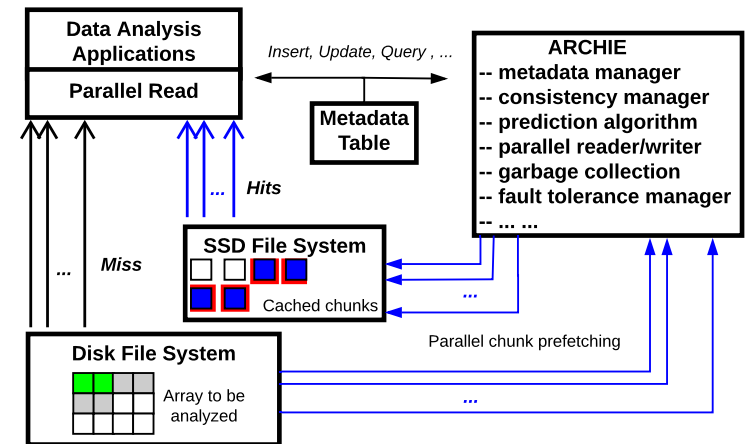 Data Analysis
Applications
Parallel Read
Insert, Update, Query , ...
Metadata
Table
ARCHIE
-- metadata manager
-- consistency manager
-- prediction algorithm
-- parallel reader/writer
-- garbage collection
-- fault tolerance manager
-- ... ...
... Hits
... Miss
SSD File System
Cached chunks
...
Parallel chunk prefetching
Disk File System
Array to be
analyzed
...